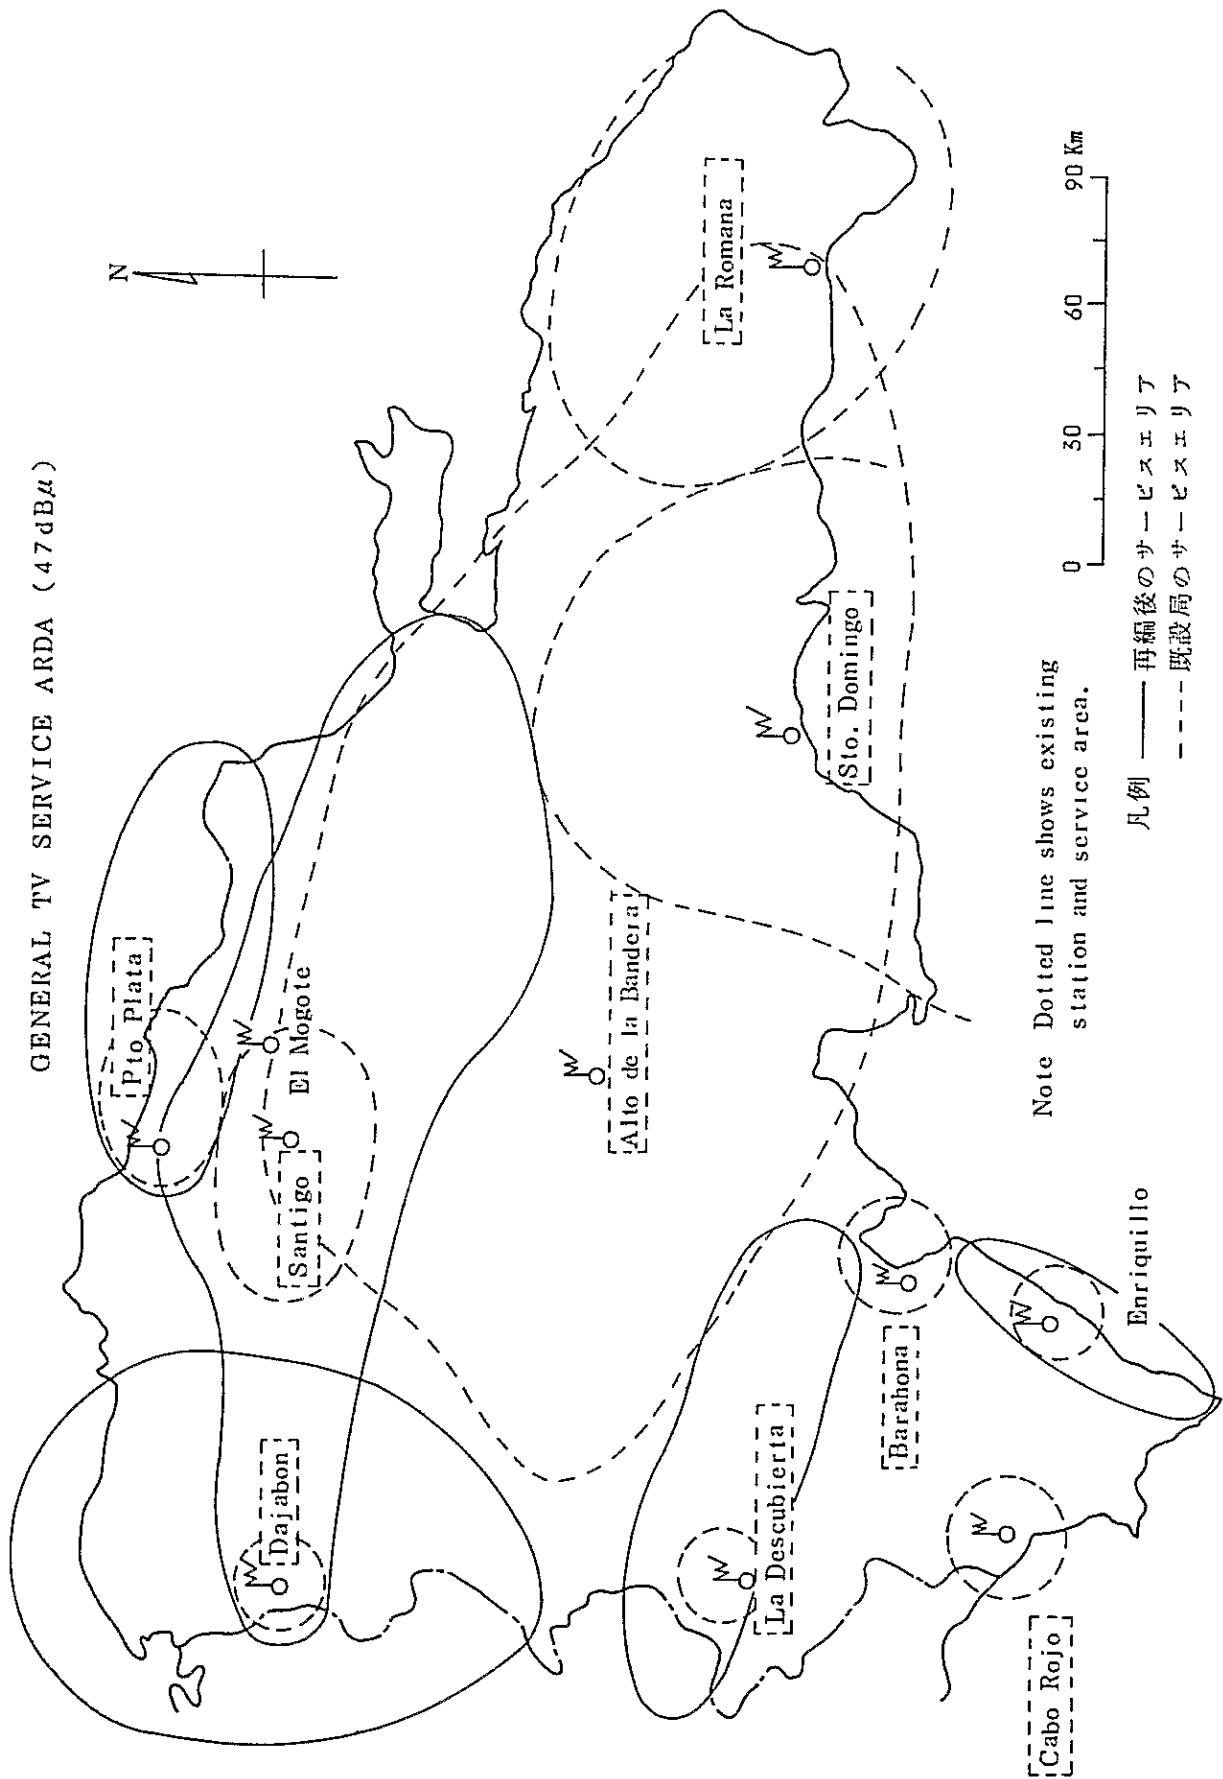 GENERAL TV SERVICE ARDA (47dBμ)
N
Pto Plata
El Mogote
Santigo
Dajabon
La Romana
Alto de la Bandera
Sto. Domingo
La Descubierta
Barahona
Enriquillo
Cabo Rojo
0 30 60 90 Km
Note Dotted line shows existing
station and service area.
凡例 ─── 再編後のサービスエリア
---- 既設局のサービスエリア